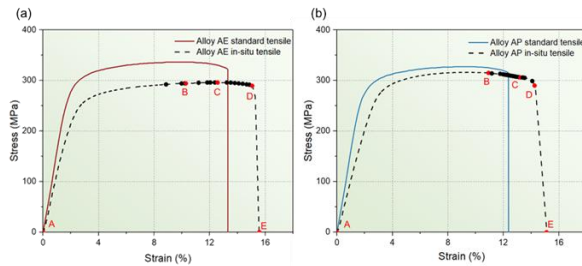 (a)
Alloy AE standard tensile
Alloy AE in-situ tensile
400
300
200
100
0
Stress (MPa)
A
B
C
D
E
0
4
8
12
16
Strain (%)
(b)
Alloy AP standard tensile
Alloy AP in-situ tensile
400
300
200
100
0
Stress (MPa)
A
B
C
D
E
0
4
8
12
16
Strain (%)